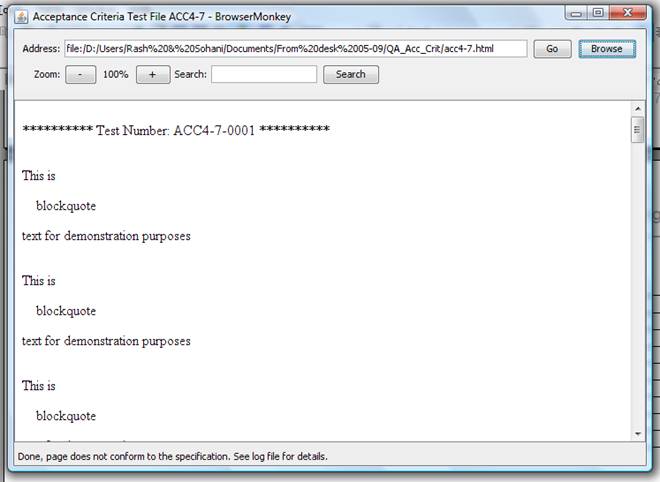 Acceptance Criteria Test File ACC4-7 - BrowserMonkey
Address: file:/D:/Users/Rash%20&%20Sohani/Documents/From%20desk%2005-09/QA_Acc_Crit/acc4-7.html Go Browse
Zoom: - 100% + Search: Search
********** Test Number: ACC4-7-0001 **********
This is
blockquote
text for demonstration purposes
This is
blockquote
text for demonstration purposes
This is
blockquote
Done, page does not conform to the specification. See log file for details.